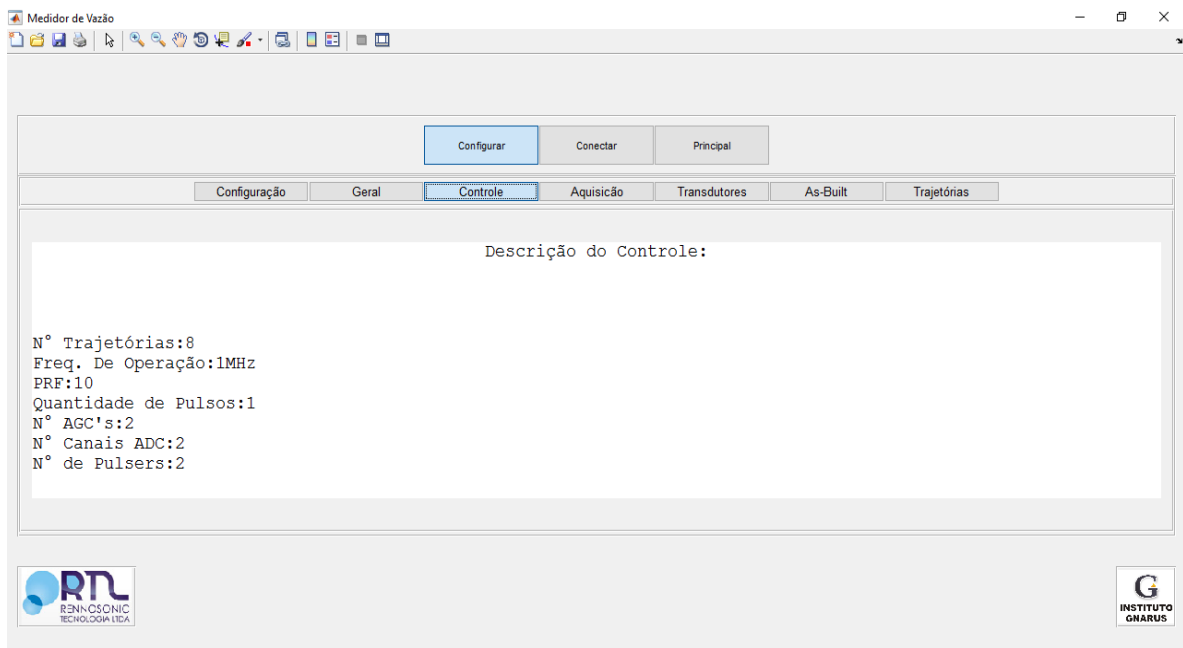 Medidor de Vazão
Configurar Conectar Principal
Configuração Geral Controle Aquisicão Transdutores As-Built Trajetórias
Descrição do Controle:
N° Trajetórias:8
Freq. De Operação:1MHz
PRF:10
Quantidade de Pulsos:1
N° AGC's:2
N° Canais ADC:2
N° de Pulsers:2
RTL
RENNOSONIC
TECNOLOGIA LTDA
G
INSTITUTO
GNARUS